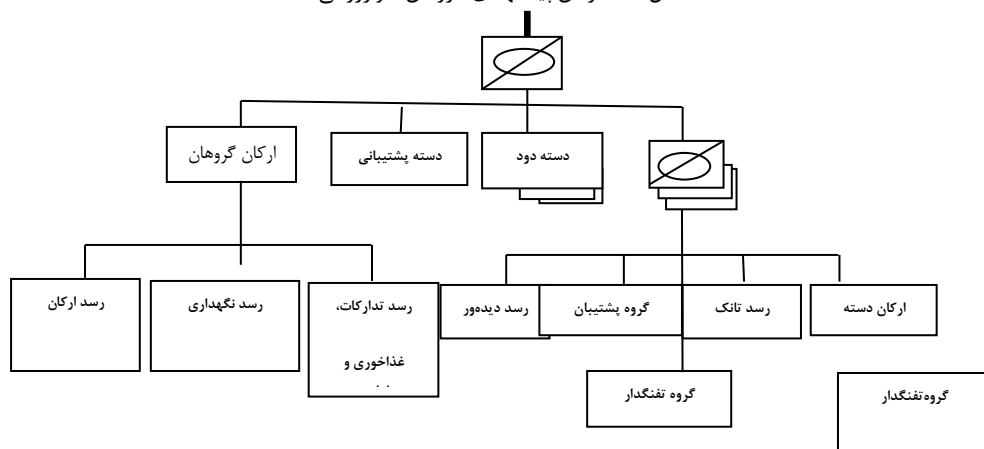 ارکان گروهان
دسته پشتیبانی
دسته دود
رسد ارکان
رسد نگهداری
رسد تدارکات،
غذاخوری و
رسد دیده‌ور
گروه پشتیبان
رسد تانک
ارکان دسته
گروه تفنگدار
گروه تفنگدار